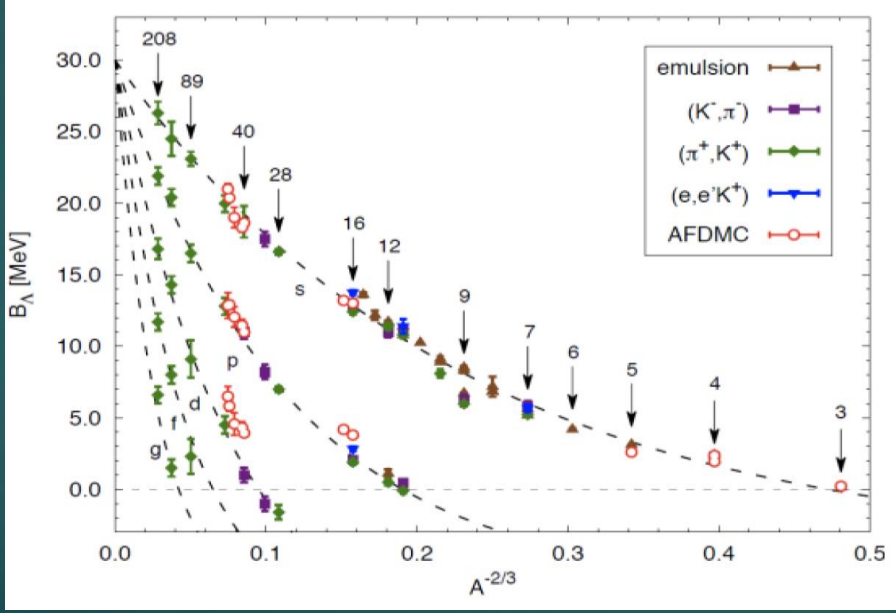 208
89
40
28
16
12
9
7
6
5
4
3
emulsion
(K⁻,π⁻)
(π⁺,K⁺)
(e,e'K⁺)
AFDMC
30.0
25.0
20.0
15.0
10.0
5.0
0.0
B_Λ [MeV]
s
p
d
f
g
0.0 0.1 0.2 0.3 0.4 0.5
A^{-2/3}